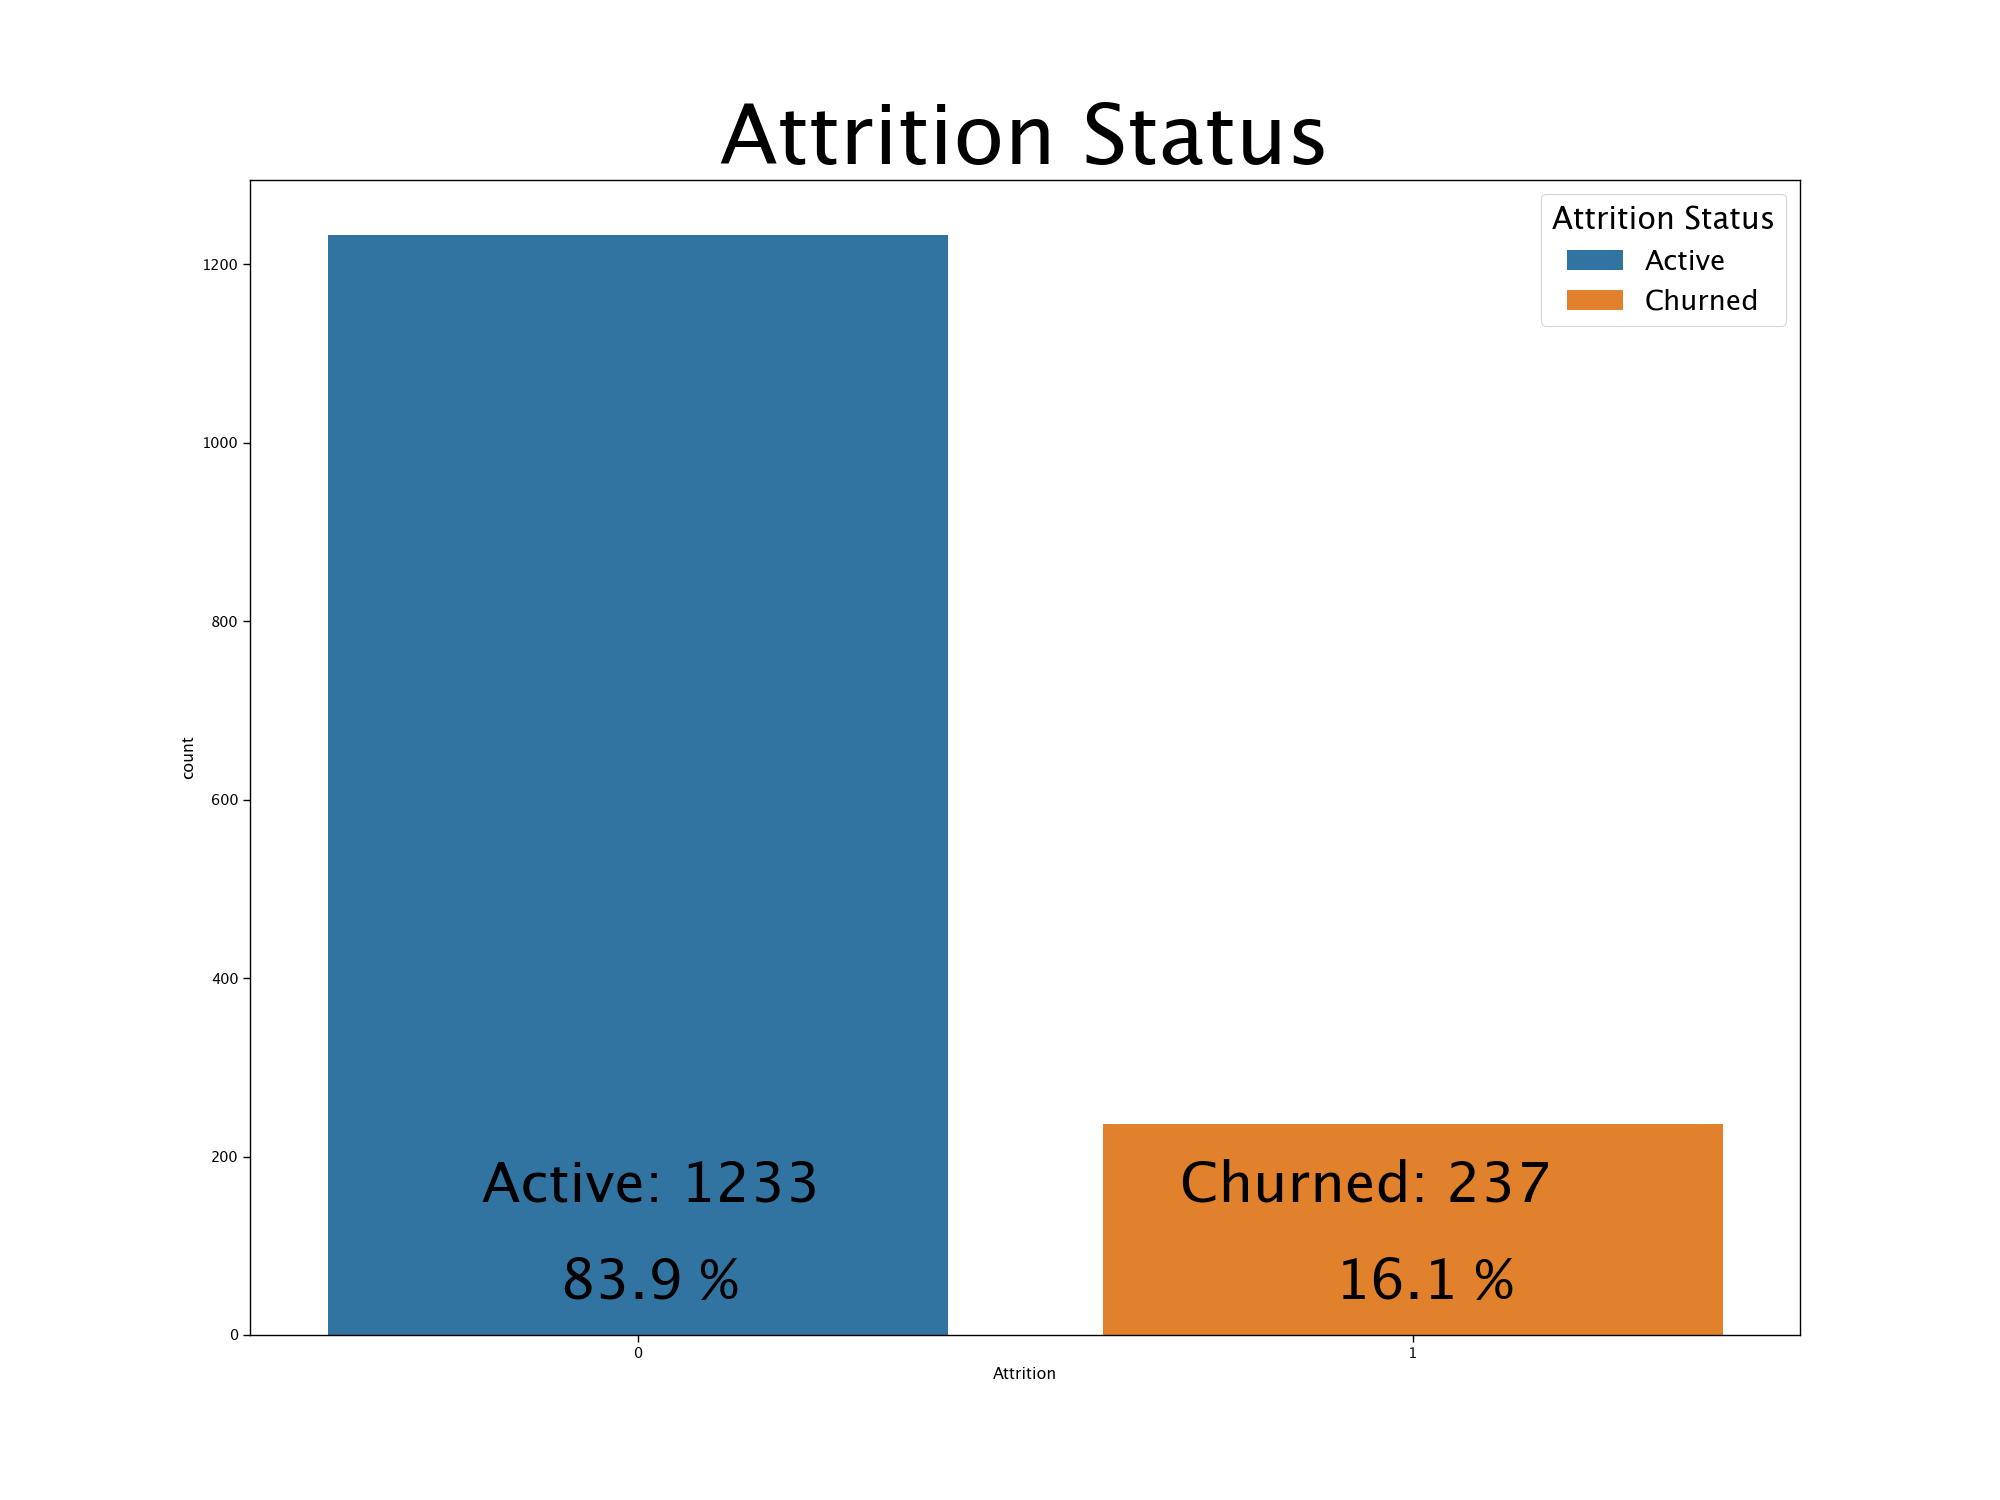 Attrition Status
Attrition Status
Active
Churned
1200
1000
800
600
400
200
0
count
Active: 1233
83.9 %
Churned: 237
16.1 %
0
1
Attrition